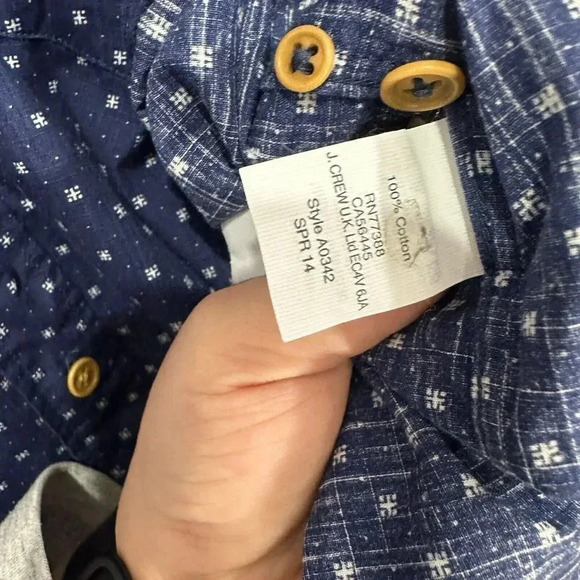 100% Cotton
RN77388
CA56445
J. CREW U.K. Ltd EC4V 6JA
Style A0342
SPR 14